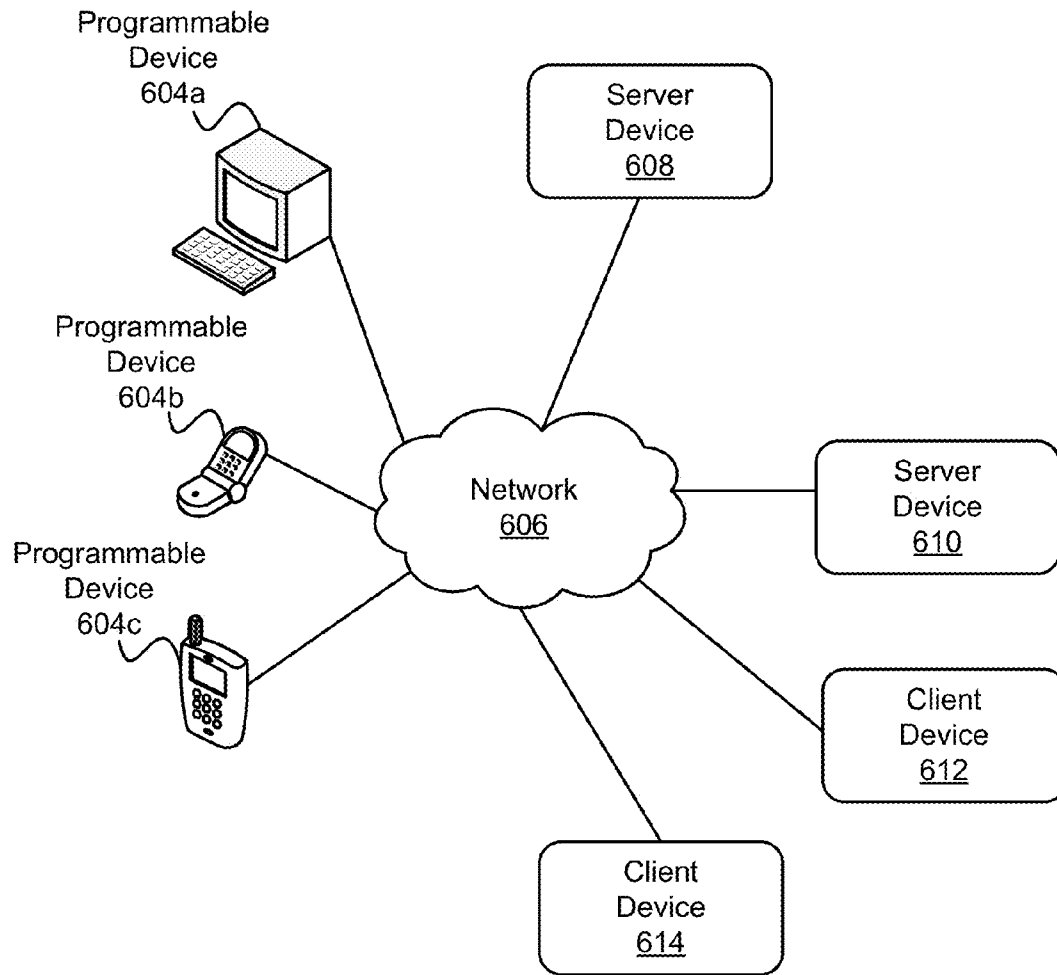 Programmable
Device
604a
Server
Device
608
Programmable
Device
604b
Network
606
Server
Device
610
Programmable
Device
604c
Client
Device
612
Client
Device
614